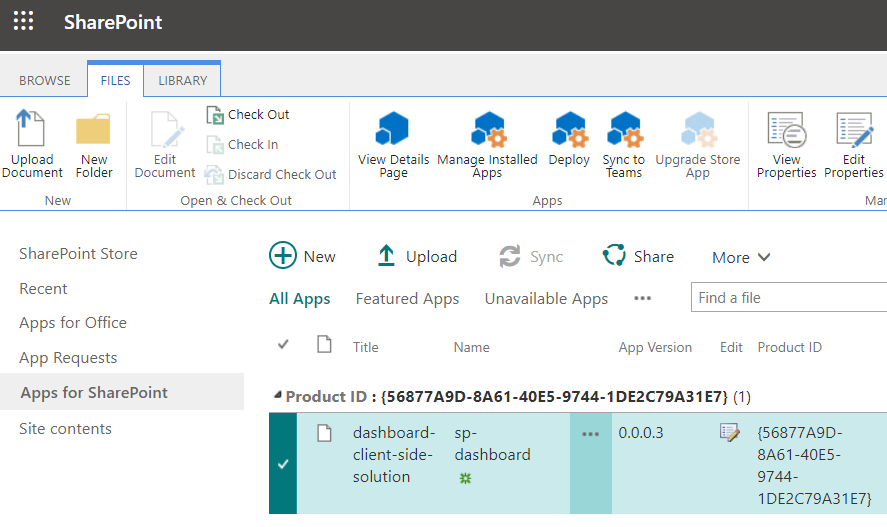 SharePoint
BROWSE FILES LIBRARY
Upload Document
New Folder
New
Edit Document
Check Out
Check In
Discard Check Out
Open & Check Out
View Details Page
Manage Installed Apps
Deploy
Sync to Teams
Upgrade Store App
Apps
View Properties
Edit Properties
Mar
SharePoint Store
Recent
Apps for Office
App Requests
Apps for SharePoint
Site contents
New Upload Sync Share More
All Apps Featured Apps Unavailable Apps ••• Find a file
Title Name App Version Edit Product ID
Product ID : {56877A9D-8A61-40E5-9744-1DE2C79A31E7} (1)
dashboard-
client-side-
solution
sp-
dashboard
•••
0.0.0.3
{56877A9D-
8A61-40E5-
9744-
1DE2C79A31E7}